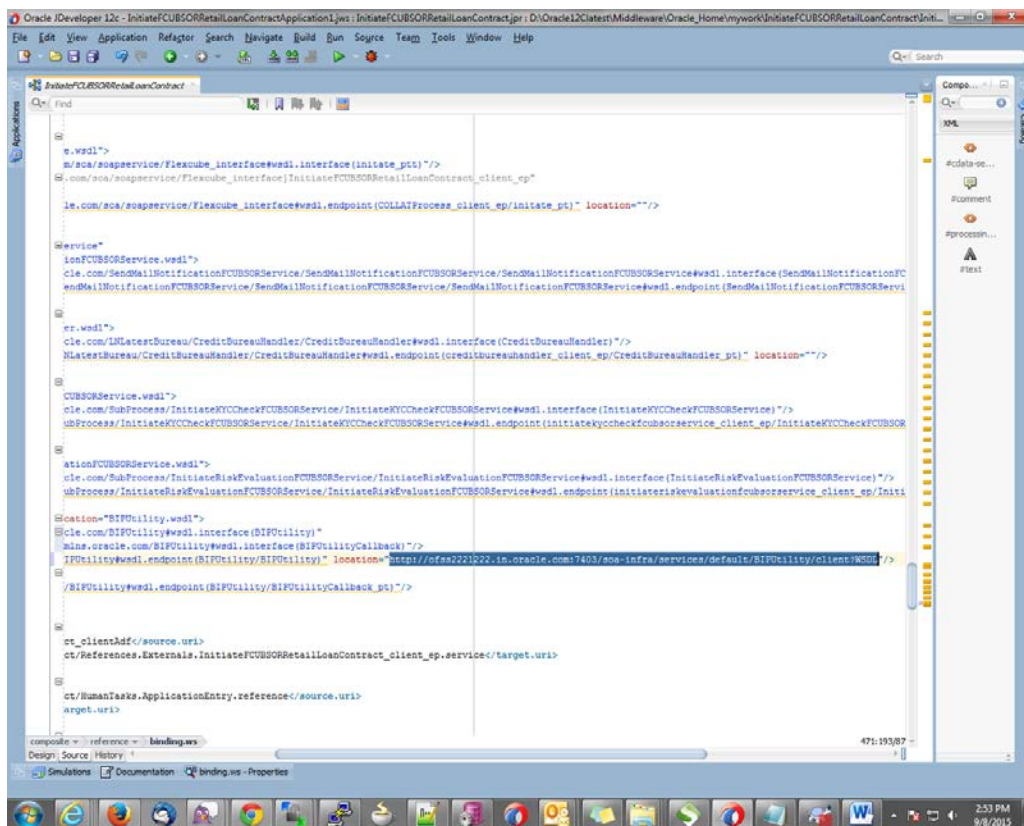 Oracle JDeveloper 12c - InitiateFCUBSORRetailLoanContractApplication1.jws : InitiateFCUBSORRetailLoanContract.jpr : D:\Oracle12Clatest\Middleware\Oracle_Home\mywork\InitiateFCUBSORRetailLoanContract\Initi...
File Edit View Application Refactor Search Navigate Build Run Source Team Tools Window Help
Search
InitiateFCUBSORRetailLoanContract
Find
Applications
e.wsdl">
m/sca/soapservice/Flexcube_interface#wsdl.interface(initate_ptt)"/>
.com/sca/soapservice/Flexcube_interface}InitiateFCUBSORRetailLoanContract_client_ep"
le.com/sca/soapservice/Flexcube_interface#wsdl.endpoint(COLLATProcess_client_ep/initate_pt)" location=""/>
ervice"
ionFCUBSORService.wsdl">
cle.com/SendMailNotificationFCUBSORService/SendMailNotificationFCUBSORService/SendMailNotificationFCUBSORService#wsdl.interface(SendMailNotificationFC
endMailNotificationFCUBSORService/SendMailNotificationFCUBSORService/SendMailNotificationFCUBSORService#wsdl.endpoint(SendMailNotificationFCUBSORServi
er.wsdl">
cle.com/LNLatestBureau/CreditBureauHandler/CreditBureauHandler#wsdl.interface(CreditBureauHandler)"/>
NLatestBureau/CreditBureauHandler/CreditBureauHandler#wsdl.endpoint(creditbureauhandler_client_ep/CreditBureauHandler_pt)" location=""/>
CUBSORService.wsdl">
cle.com/SubProcess/InitiateKYCCheckFCUBSORService/InitiateKYCCheckFCUBSORService#wsdl.interface(InitiateKYCCheckFCUBSORService)"/>
ubProcess/InitiateKYCCheckFCUBSORService/InitiateKYCCheckFCUBSORService#wsdl.endpoint(initiatekyccheckfcubsorservice_client_ep/InitiateKYCCheckFCUBSOR
ationFCUBSORService.wsdl">
cle.com/SubProcess/InitiateRiskEvaluationFCUBSORService/InitiateRiskEvaluationFCUBSORService#wsdl.interface(InitiateRiskEvaluationFCUBSORService)"/>
ubProcess/InitiateRiskEvaluationFCUBSORService/InitiateRiskEvaluationFCUBSORService#wsdl.endpoint(initiateriskevaluationfcubsorservice_client_ep/Initi
cation="BIPUtility.wsdl">
cle.com/BIPUtility#wsdl.interface(BIPUtility)"
mlns.oracle.com/BIPUtility#wsdl.interface(BIPUtilityCallback)"/>
IPUtility#wsdl.endpoint(BIPUtility/BIPUtility)" location="http://ofss2221222.in.oracle.com:7403/soa-infra/services/default/BIPUtility/client?WSDL"/>
/BIPUtility#wsdl.endpoint(BIPUtility/BIPUtilityCallback_pt)"/>
ct_clientAdf</source.uri>
ct/References.Externals.InitiateFCUBSORRetailLoanContract_client_ep.service</target.uri>
ct/HumanTasks.ApplicationEntry.reference</source.uri>
arget.uri>
composite reference binding.ws
471:193/87
Design Source History
Simulations Documentation binding.ws - Properties
Compo...
XML
#cdata-se...
#comment
#processin...
#text
2:53 PM
9/8/2015